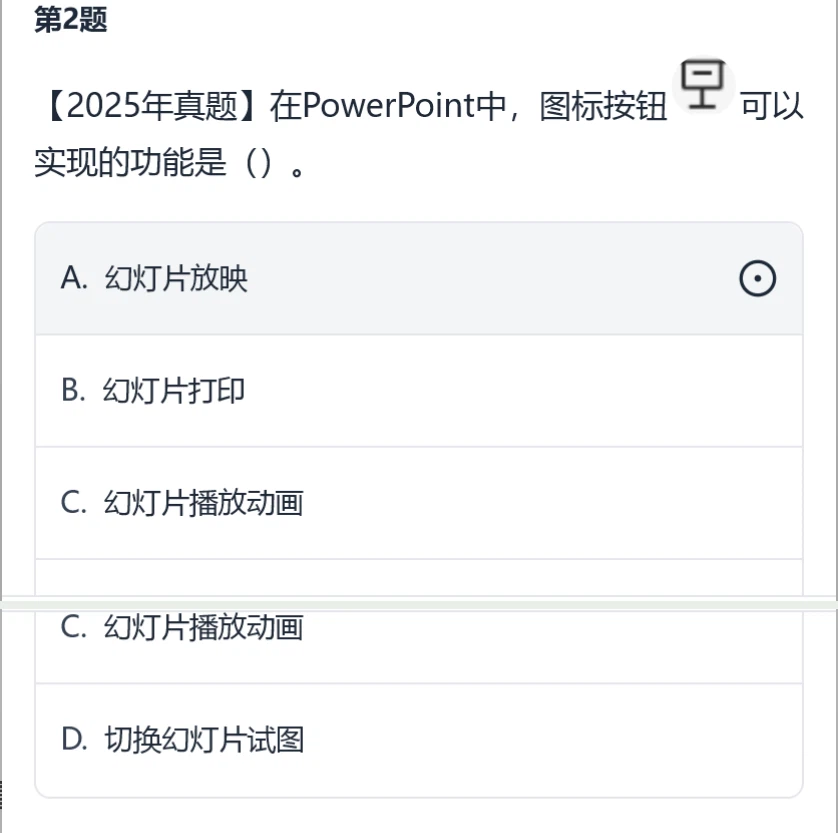 第2题
【2025年真题】在PowerPoint中，图标按钮 可以
实现的功能是（）。
A. 幻灯片放映
B. 幻灯片打印
C. 幻灯片播放动画
C. 幻灯片播放动画
D. 切换幻灯片试图